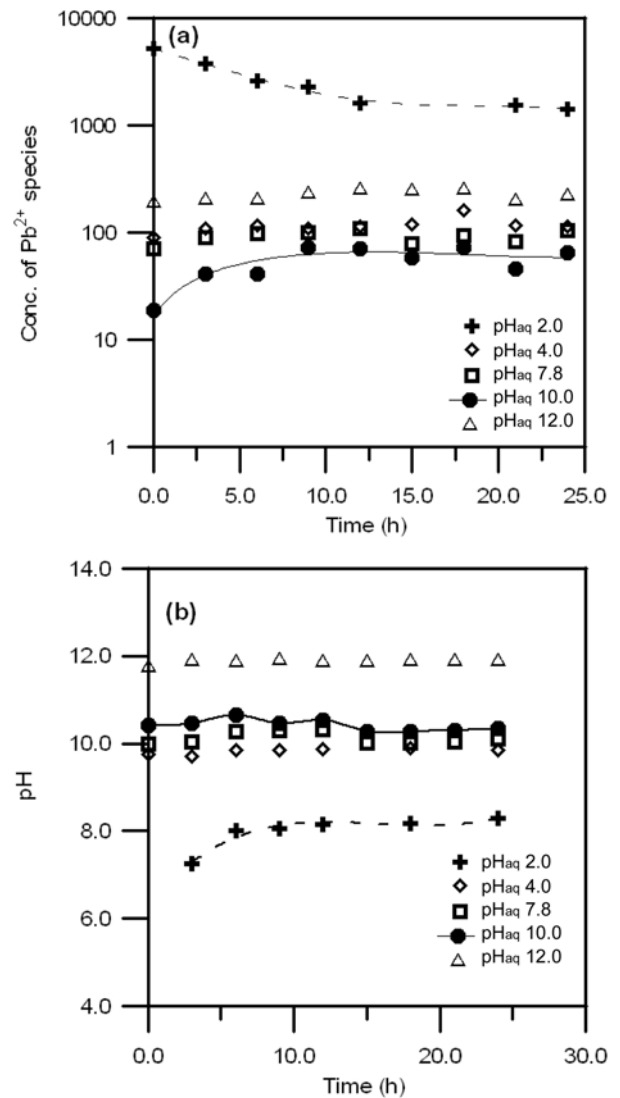 10000
(a)
1000
100
10
1
Conc. of Pb²⁺ species
pHaq 2.0
pHaq 4.0
pHaq 7.8
pHaq 10.0
pHaq 12.0
0.0 5.0 10.0 15.0 20.0 25.0
Time (h)
14.0
(b)
12.0
10.0
8.0
6.0
4.0
pH
pHaq 2.0
pHaq 4.0
pHaq 7.8
pHaq 10.0
pHaq 12.0
0.0 10.0 20.0 30.0
Time (h)